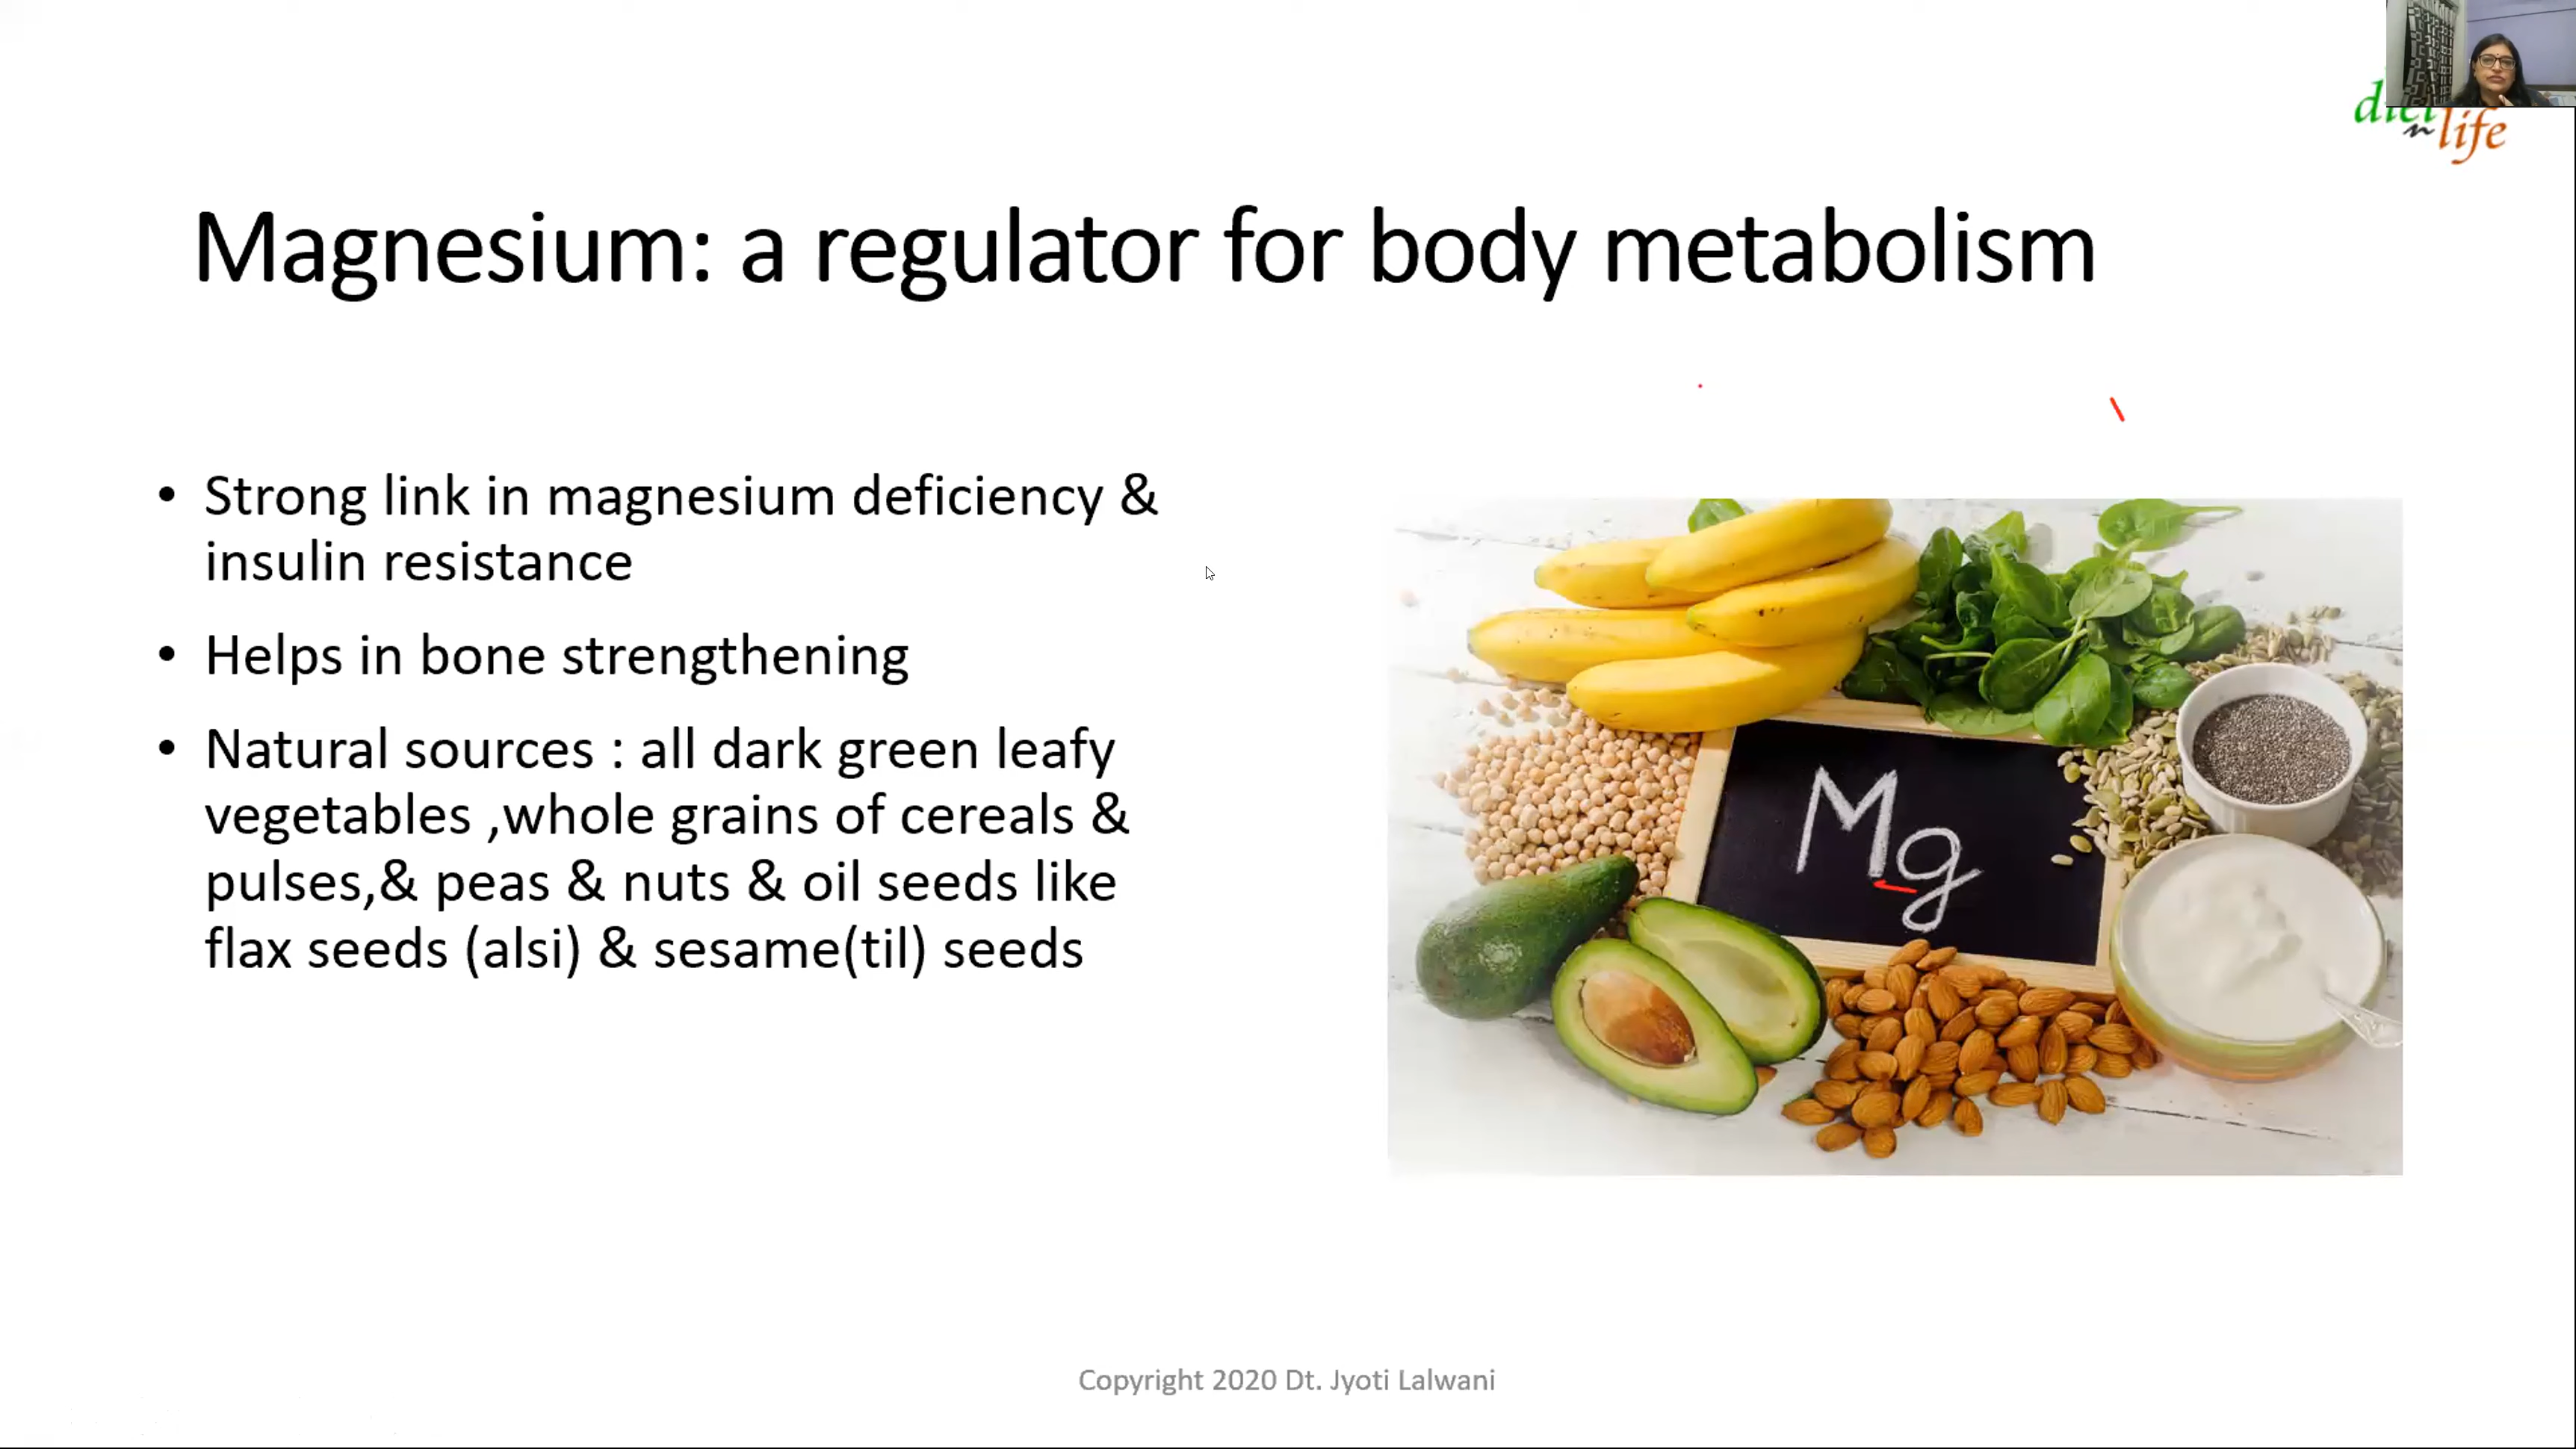 diet
n life
Magnesium: a regulator for body metabolism
• Strong link in magnesium deficiency &
insulin resistance
• Helps in bone strengthening
• Natural sources : all dark green leafy
vegetables ,whole grains of cereals &
pulses,& peas & nuts & oil seeds like
flax seeds (alsi) & sesame(til) seeds
Mg
Copyright 2020 Dt. Jyoti Lalwani